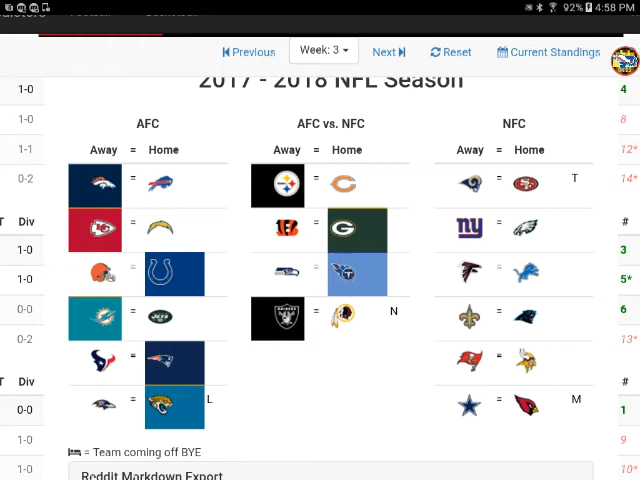 92% 4:58 PM
Previous Week: 3 Next Reset Current Standings
2017 - 2018 NFL Season
1-0 4
AFC AFC vs. NFC NFC
1-0 8
Away = Home Away = Home Away = Home
1-1 12*
0-2 = = = T 14*
T Div = = = #
1-0 3
= = =
1-0 5*
0-0 = = N = 6
0-2 13*
= =
T Div #
0-0 = L = M 1
1-0 9
= Team coming off BYE
1-0 10*
Reddit Markdown Export